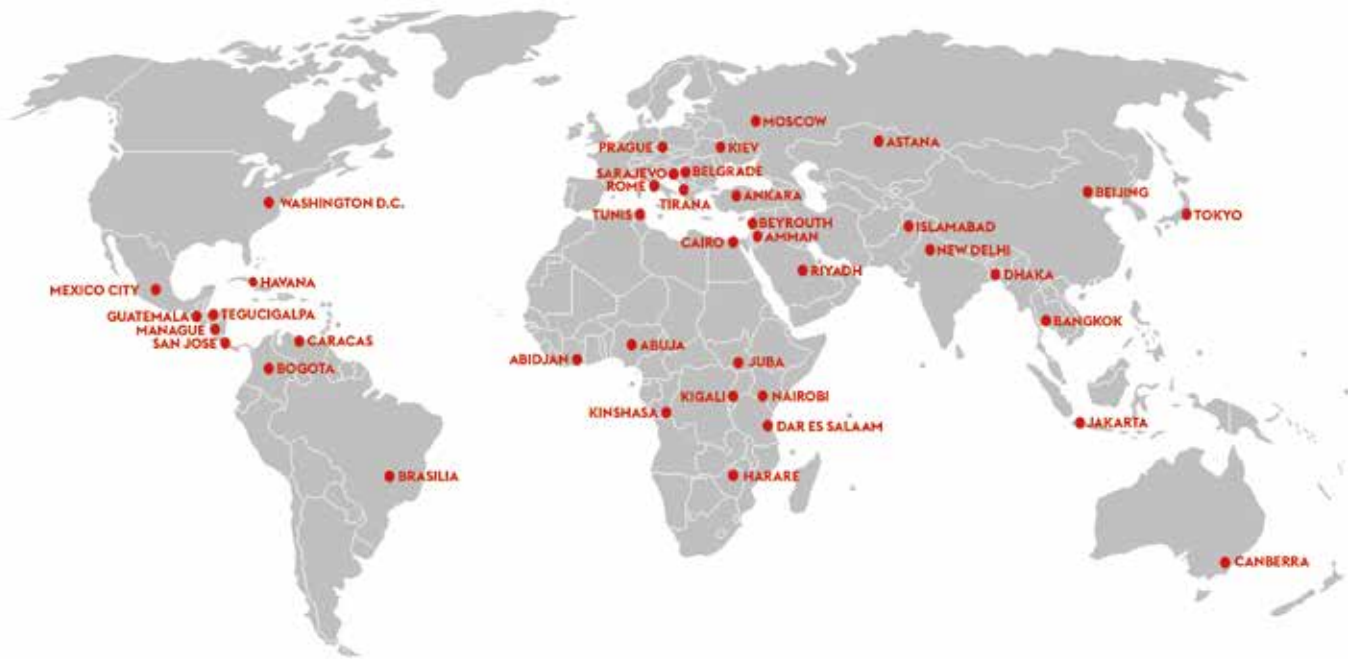 MOSCOW
PRAGUE
KIEV
ASTANA
SARAJEVO
BELGRADE
ROME
TIRANA
ANKARA
BEIJING
WASHINGTON D.C.
TUNIS
BEYROUTH
AMMAN
ISLAMABAD
TOKYO
CAIRO
NEW DELHI
RIYADH
DHAKA
HAVANA
MEXICO CITY
GUATEMALA
TEGUCIGALPA
MANAGUE
SAN JOSE
CARACAS
BANGKOK
ABUJA
ABIDJAN
JUBA
BOGOTA
KIGALI
NAIROBI
KINSHASA
DAR ES SALAAM
JAKARTA
BRASILIA
HARARE
CANBERRA